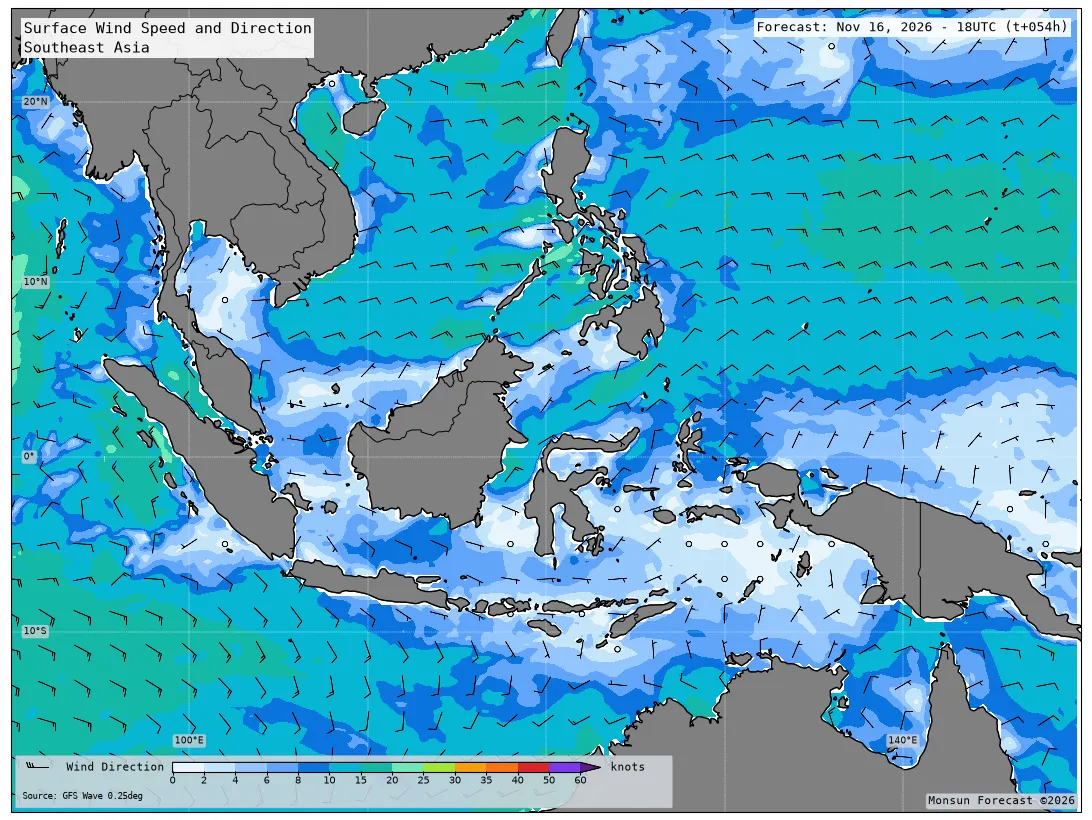 Surface Wind Speed and Direction
Southeast Asia
Forecast: Nov 16, 2026 - 18UTC (t+054h)
20°N
10°N
0°
10°S
100°E
140°E
Wind Direction
0 2 4 6 8 10 15 20 25 30 35 40 50 60
knots
Source: GFS Wave 0.25deg
Monsun Forecast ©2026